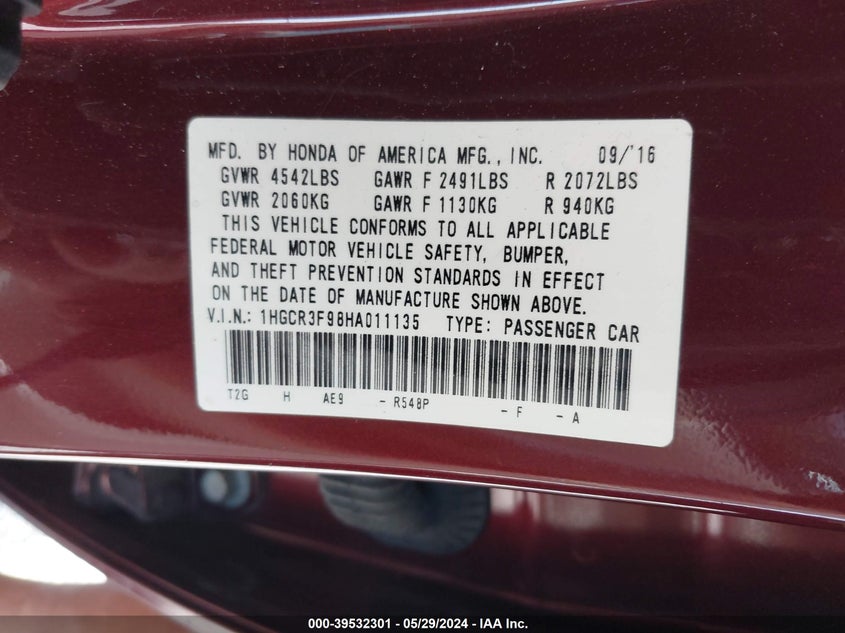 MFD. BY HONDA OF AMERICA MFG., INC. 09/'16
GVWR 4542LBS GAWR F 2491LBS R 2072LBS
GVWR 2060KG GAWR F 1130KG R 940KG
THIS VEHICLE CONFORMS TO ALL APPLICABLE
FEDERAL MOTOR VEHICLE SAFETY, BUMPER,
AND THEFT PREVENTION STANDARDS IN EFFECT
ON THE DATE OF MANUFACTURE SHOWN ABOVE.
V.I.N.: 1HGCR3F98HA011135 TYPE: PASSENGER CAR
T2G H AE9 - R548P - F - A
000-39532301 - 05/29/2024 - IAA Inc.